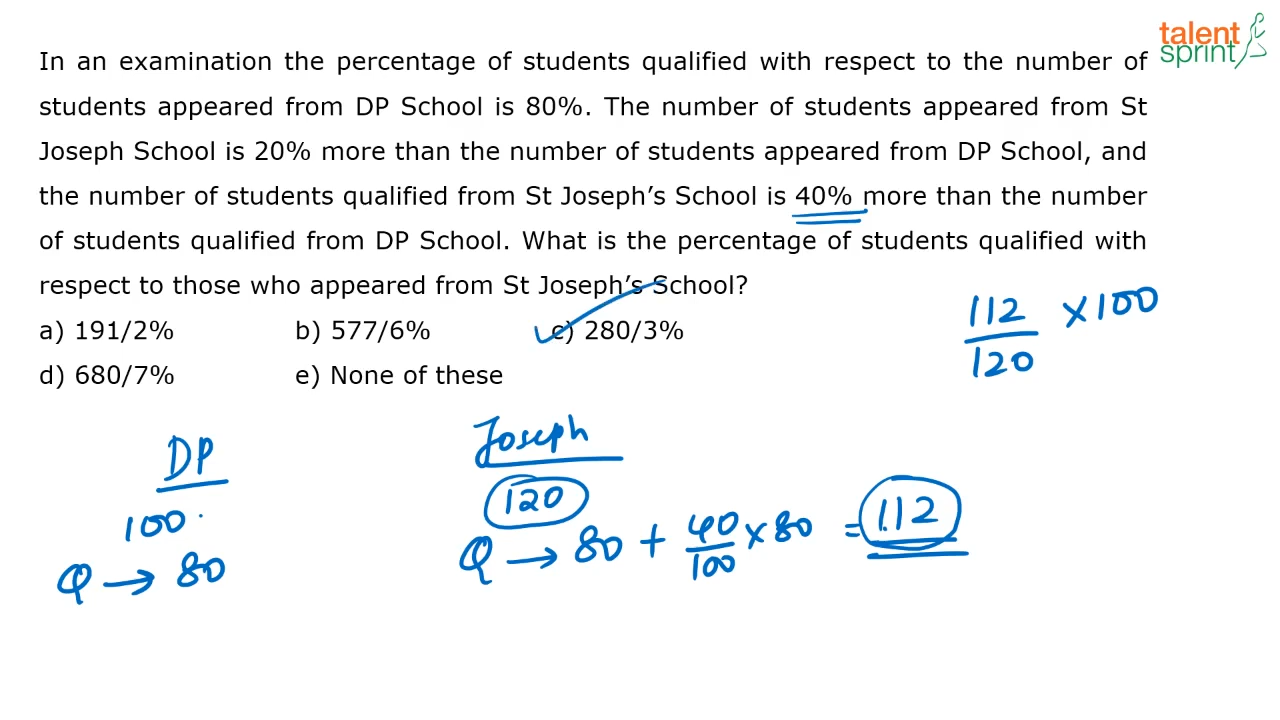 talent
sprint
In an examination the percentage of students qualified with respect to the number of
students appeared from DP School is 80%. The number of students appeared from St
Joseph School is 20% more than the number of students appeared from DP School, and
the number of students qualified from St Joseph’s School is 40% more than the number
of students qualified from DP School. What is the percentage of students qualified with
respect to those who appeared from St Joseph’s School?
a) 191/2% b) 577/6% c) 280/3%
d) 680/7% e) None of these
112/120 × 100
DP
100
Q → 80
Joseph
120
Q → 80 + 40/100 × 80 = 112